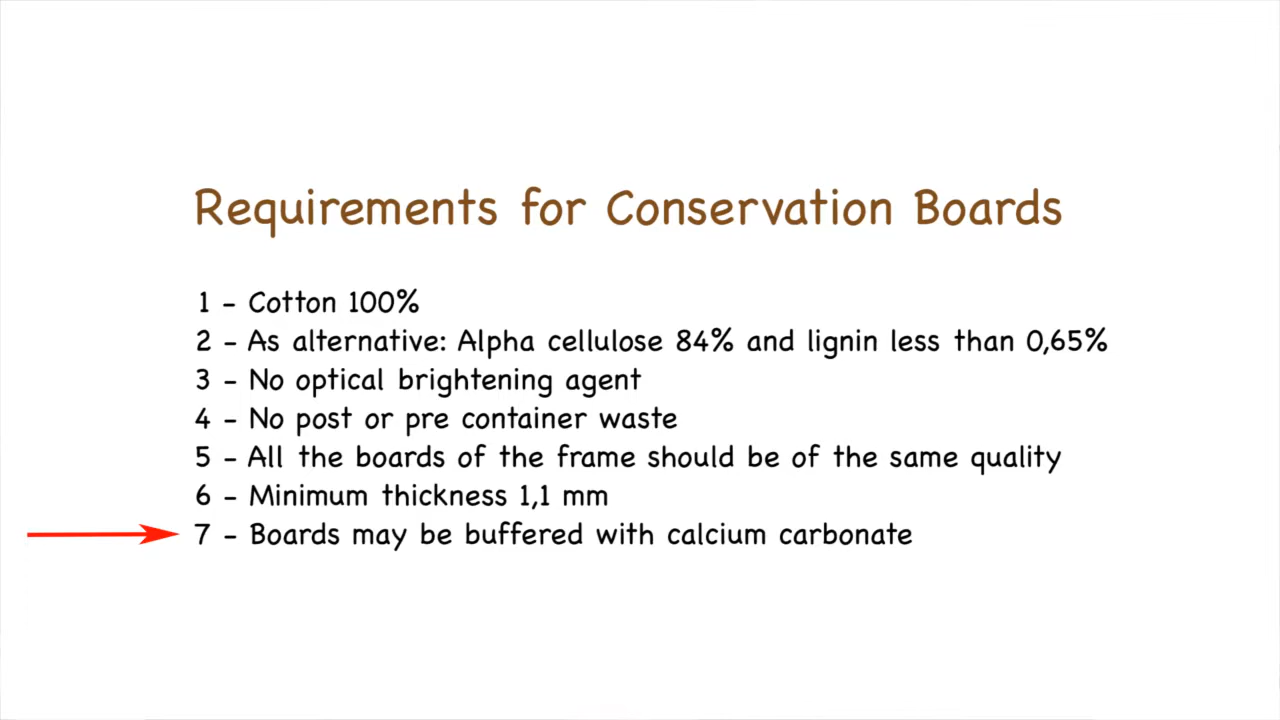 Requirements for Conservation Boards
1 - Cotton 100%
2 - As alternative: Alpha cellulose 84% and lignin less than 0,65%
3 - No optical brightening agent
4 - No post or pre container waste
5 - All the boards of the frame should be of the same quality
6 - Minimum thickness 1,1 mm
7 - Boards may be buffered with calcium carbonate